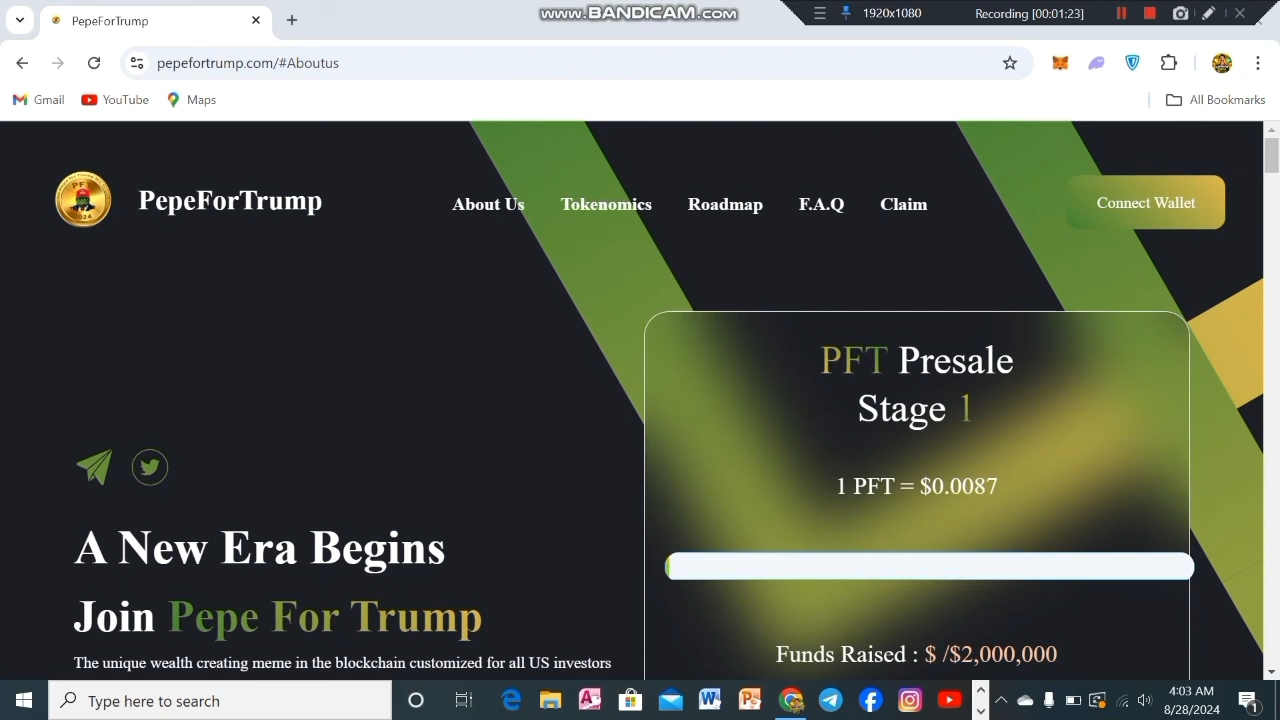 www.BANDICAM.com
1920x1080
Recording [00:01:23]
PepeForTrump
pepefortrump.com/#Aboutus
Gmail
YouTube
Maps
All Bookmarks
PFT
2024
PepeForTrump
About Us
Tokenomics
Roadmap
F.A.Q
Claim
Connect Wallet
PFT Presale
Stage 1
1 PFT = $0.0087
A New Era Begins
Join Pepe For Trump
The unique wealth creating meme in the blockchain customized for all US investors
Funds Raised : $ /$2,000,000
Type here to search
4:03 AM
8/28/2024
1